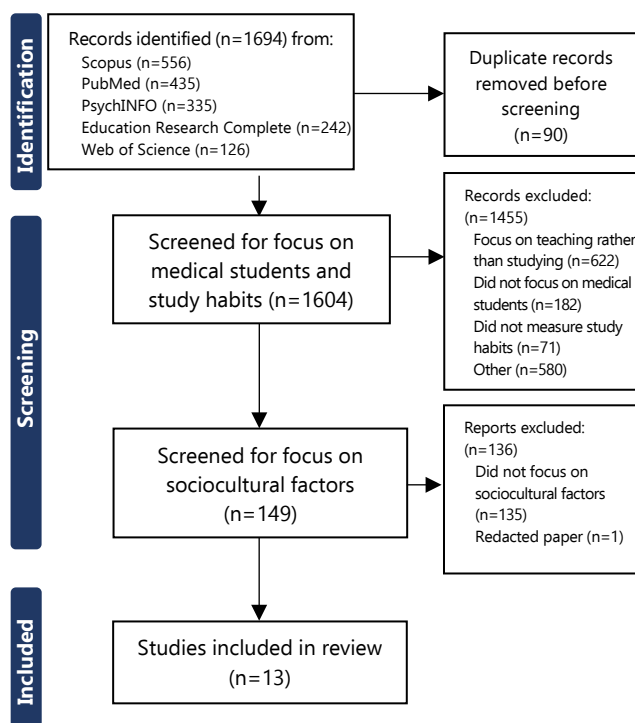 Identification
Records identified (n=1694) from:
Scopus (n=556)
PubMed (n=435)
PsychINFO (n=335)
Education Research Complete (n=242)
Web of Science (n=126)
Duplicate records
removed before
screening
(n=90)
Screening
Screened for focus on
medical students and
study habits (n=1604)
Records excluded:
(n=1455)
Focus on teaching rather
than studying (n=622)
Did not focus on medical
students (n=182)
Did not measure study
habits (n=71)
Other (n=580)
Screened for focus on
sociocultural factors
(n=149)
Reports excluded:
(n=136)
Did not focus on
sociocultural factors
(n=135)
Redacted paper (n=1)
Included
Studies included in review
(n=13)